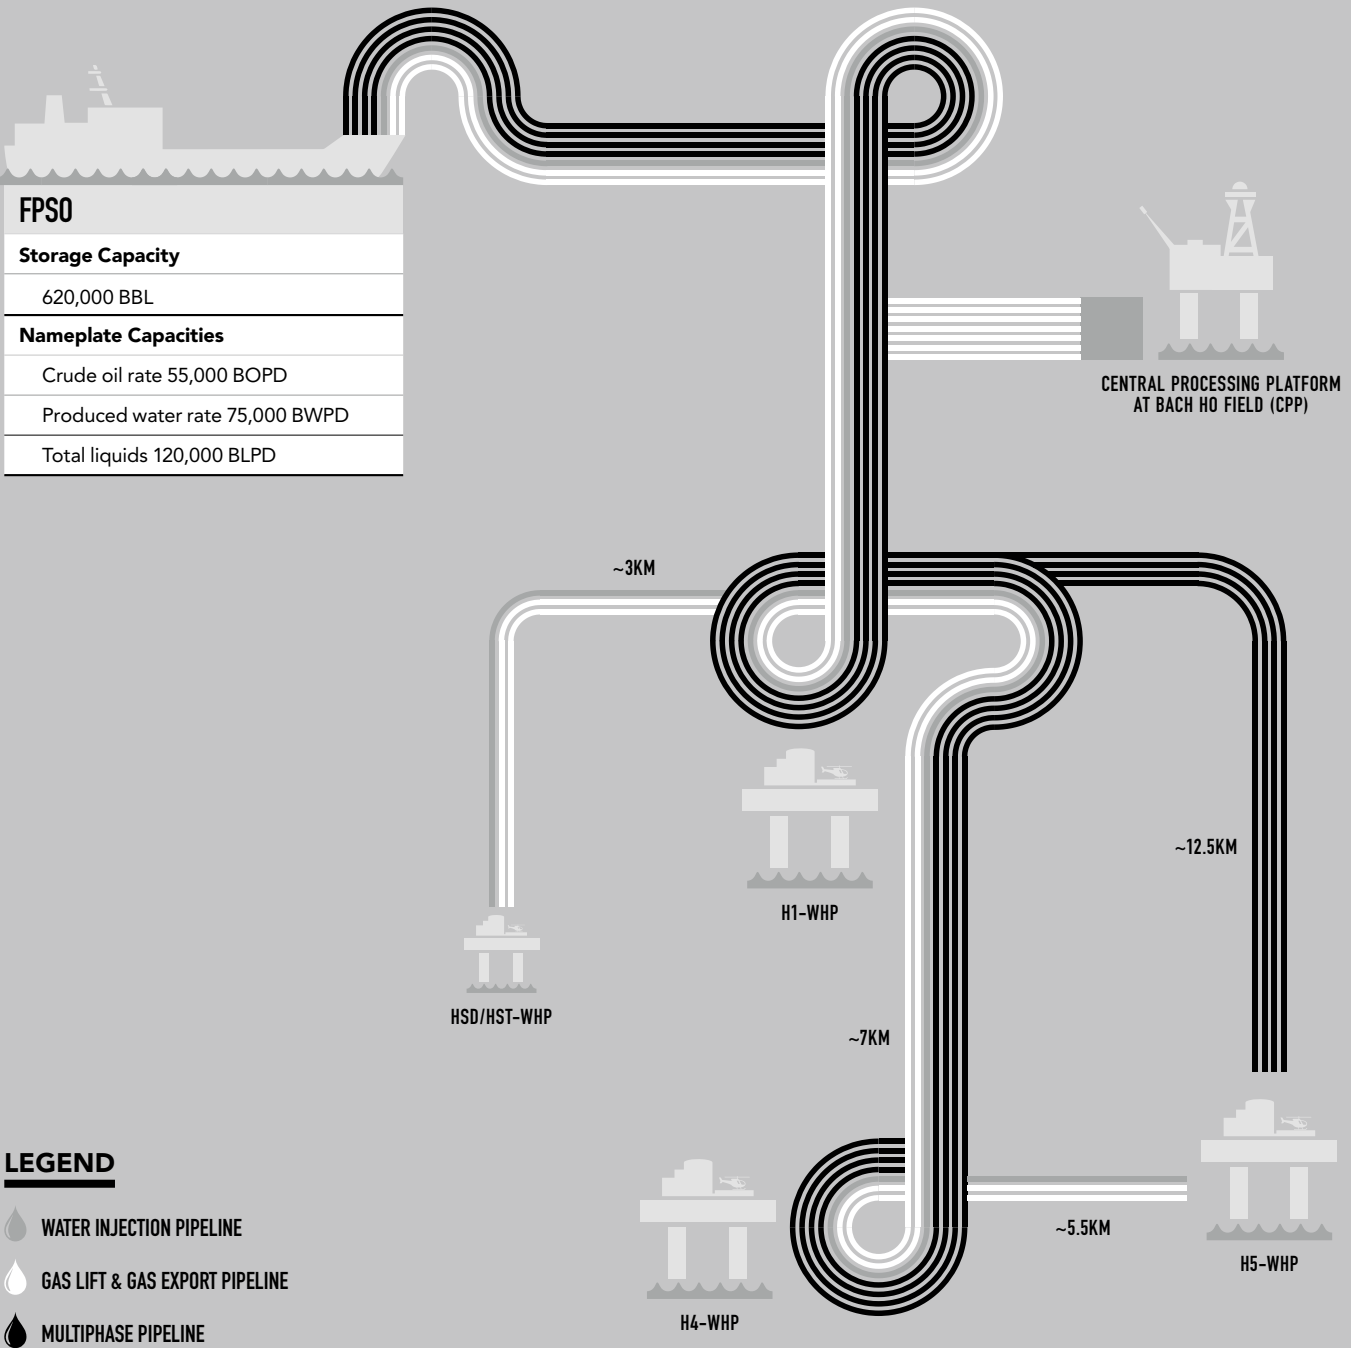 FPSO
Storage Capacity
620,000 BBL
Nameplate Capacities
Crude oil rate 55,000 BOPD
Produced water rate 75,000 BWPD
Total liquids 120,000 BLPD
CENTRAL PROCESSING PLATFORM
AT BACH HO FIELD (CPP)
~3KM
~12.5KM
H1-WHP
HSD/HST-WHP
~7KM
~5.5KM
H5-WHP
H4-WHP
LEGEND
WATER INJECTION PIPELINE
GAS LIFT & GAS EXPORT PIPELINE
MULTIPHASE PIPELINE